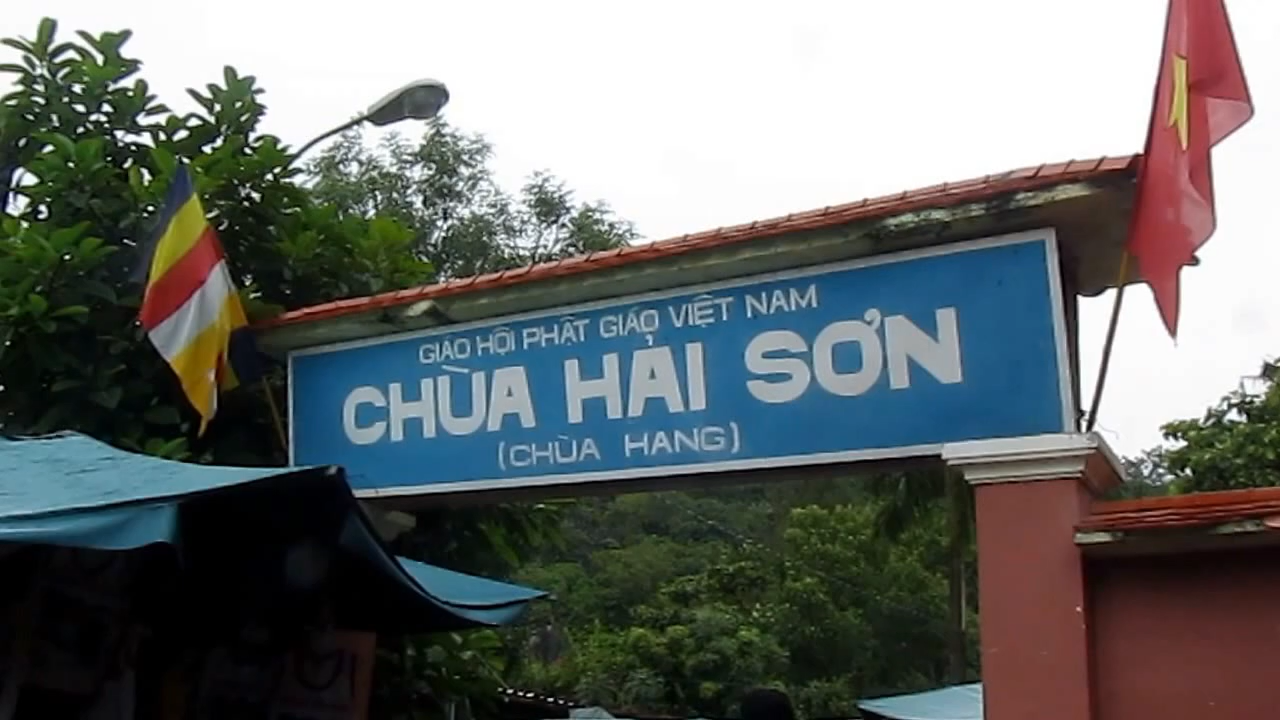 GIÁO HỘI PHẬT GIÁO VIỆT NAM
CHÙA HẢI SƠN
(CHÙA HANG)